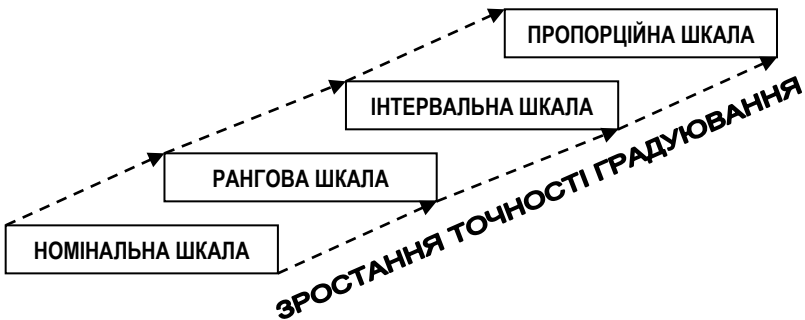 ПРОПОРЦІЙНА ШКАЛА
ІНТЕРВАЛЬНА ШКАЛА
РАНГОВА ШКАЛА
НОМІНАЛЬНА ШКАЛА
ЗРОСТАННЯ ТОЧНОСТІ ГРАДУЮВАННЯ